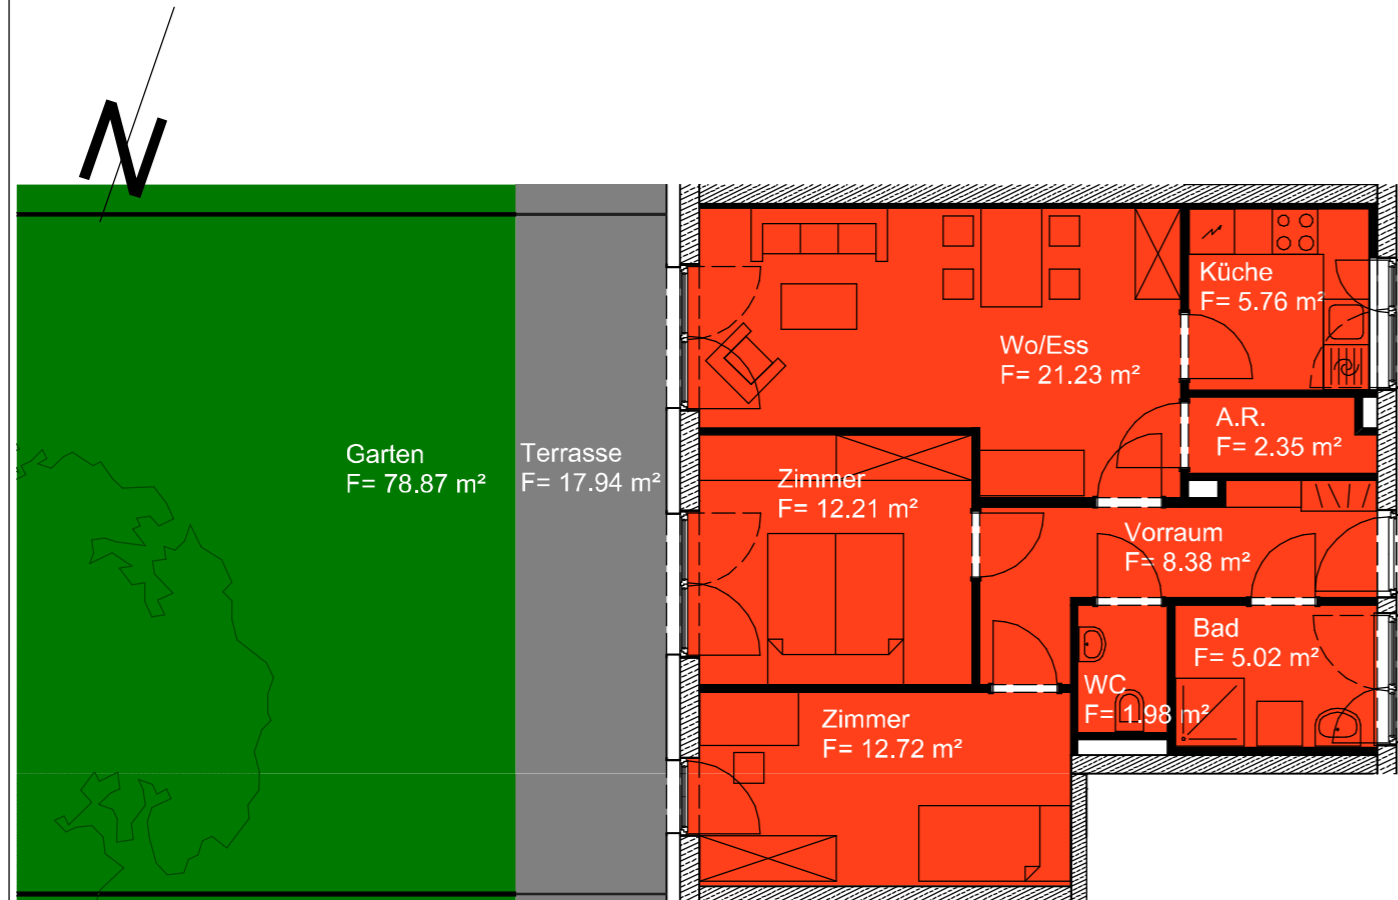 N
Küche
F= 5.76 m²
Wo/Ess
F= 21.23 m²
A.R.
F= 2.35 m²
Garten
F= 78.87 m²
Terrasse
F= 17.94 m²
Zimmer
F= 12.21 m²
Vorraum
F= 8.38 m²
Bad
F= 5.02 m²
WC
F= 1.98 m²
Zimmer
F= 12.72 m²